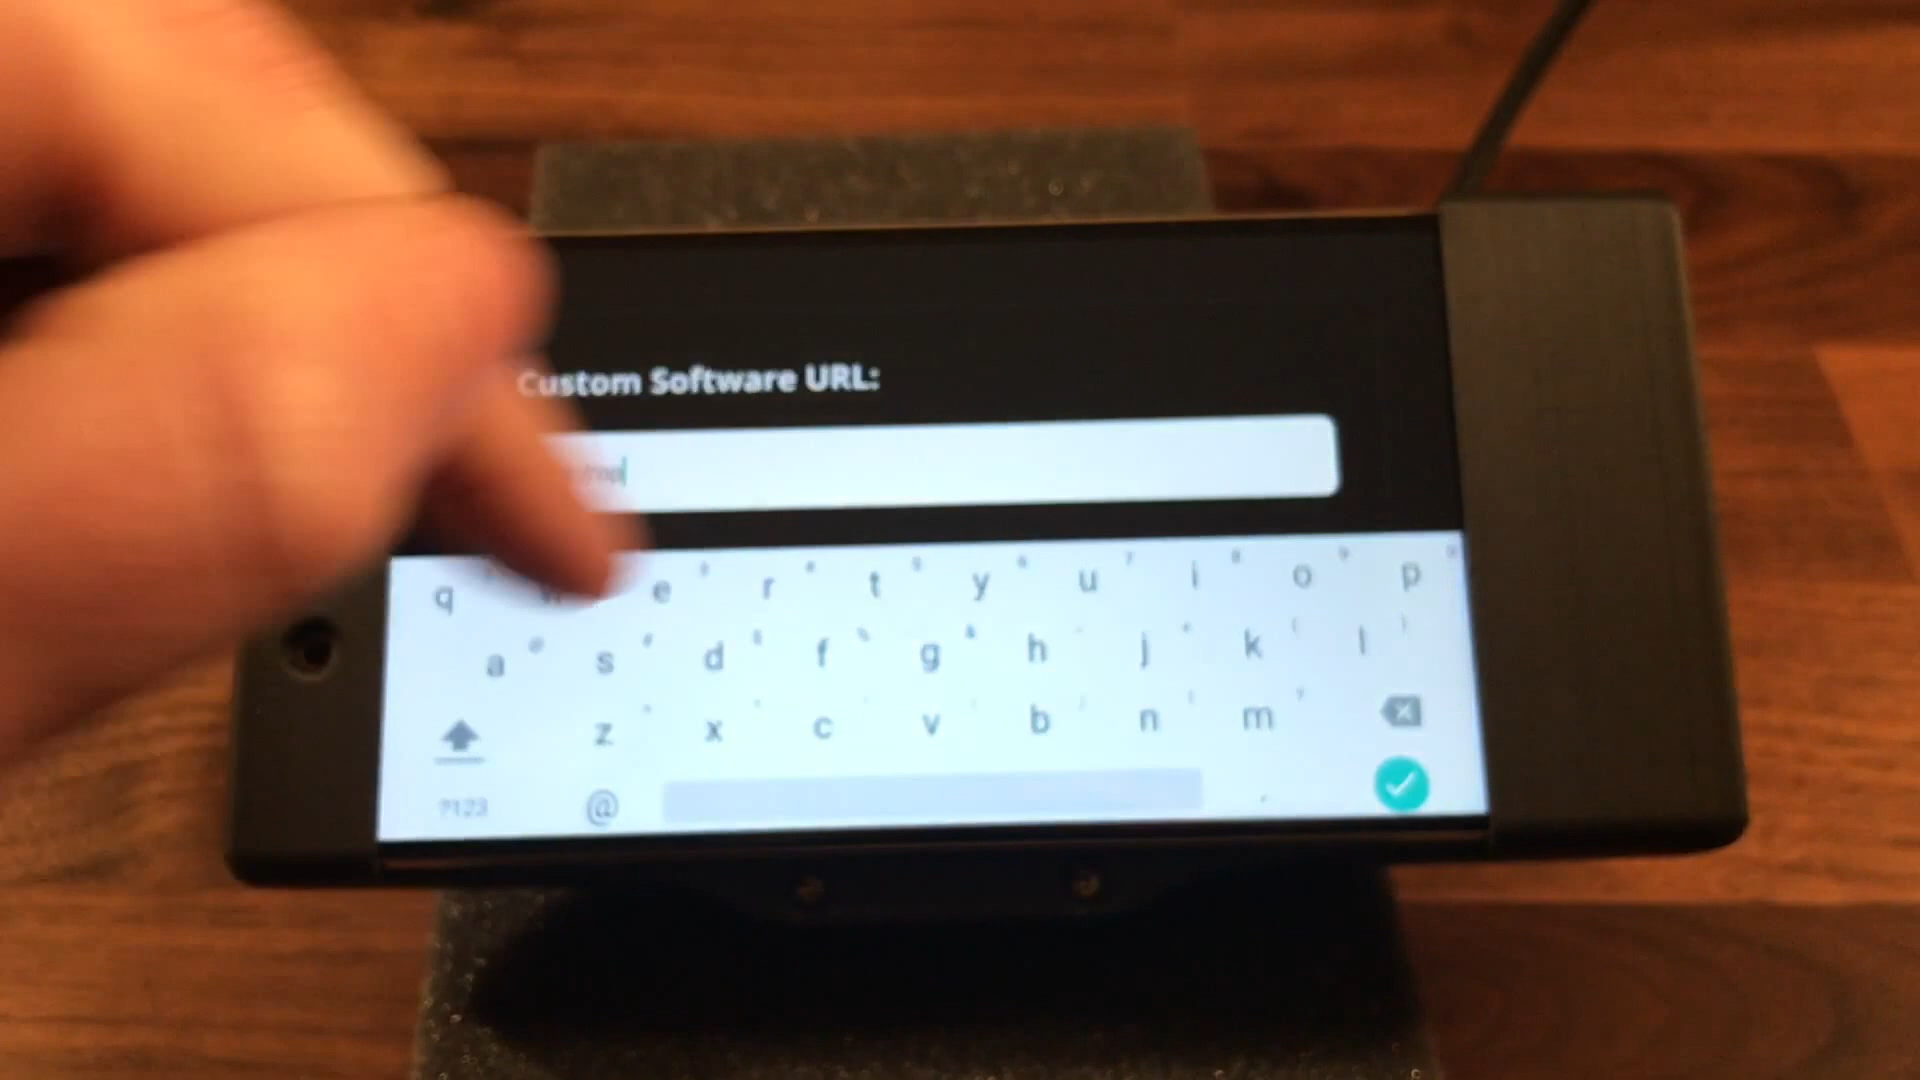 Custom Software URL:
q e r t y u i o p
a s d f g h j k l
z x c v b n m
?123 @